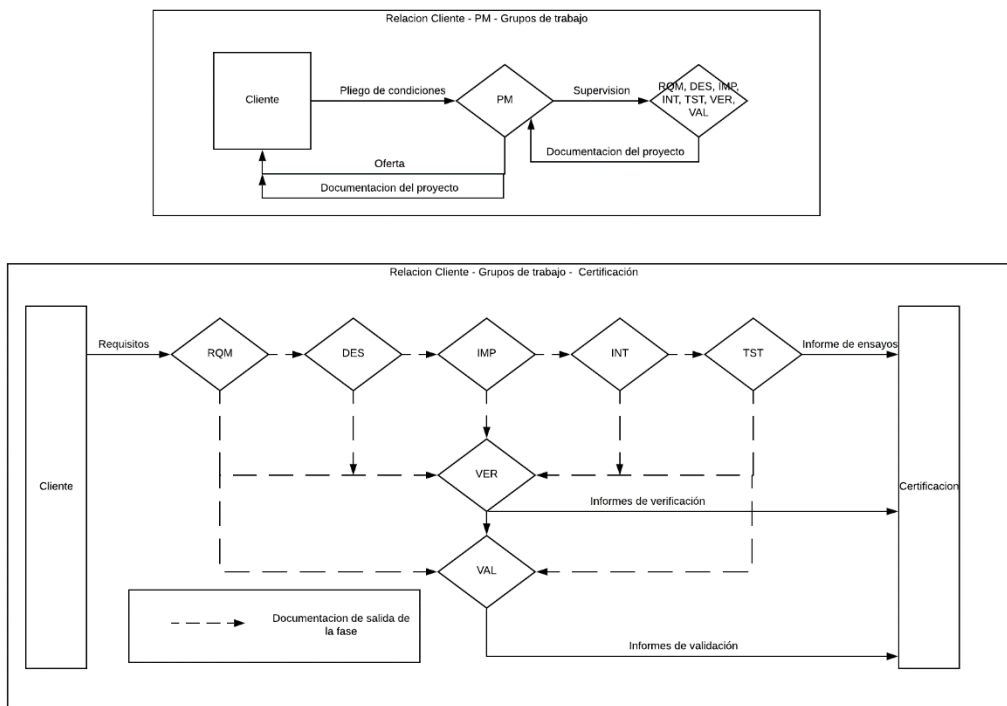 Relacion Cliente - PM - Grupos de trabajo
Cliente
Pliego de condiciones
PM
Supervision
RQM, DES, IMP,
INT, TST, VER,
VAL
Documentacion del proyecto
Oferta
Documentacion del proyecto
Relacion Cliente - Grupos de trabajo - Certificación
Cliente
Requisitos
RQM
DES
IMP
INT
TST
Informe de ensayos
VER
Informes de verificación
Certificacion
VAL
Informes de validación
Documentacion de salida de
la fase